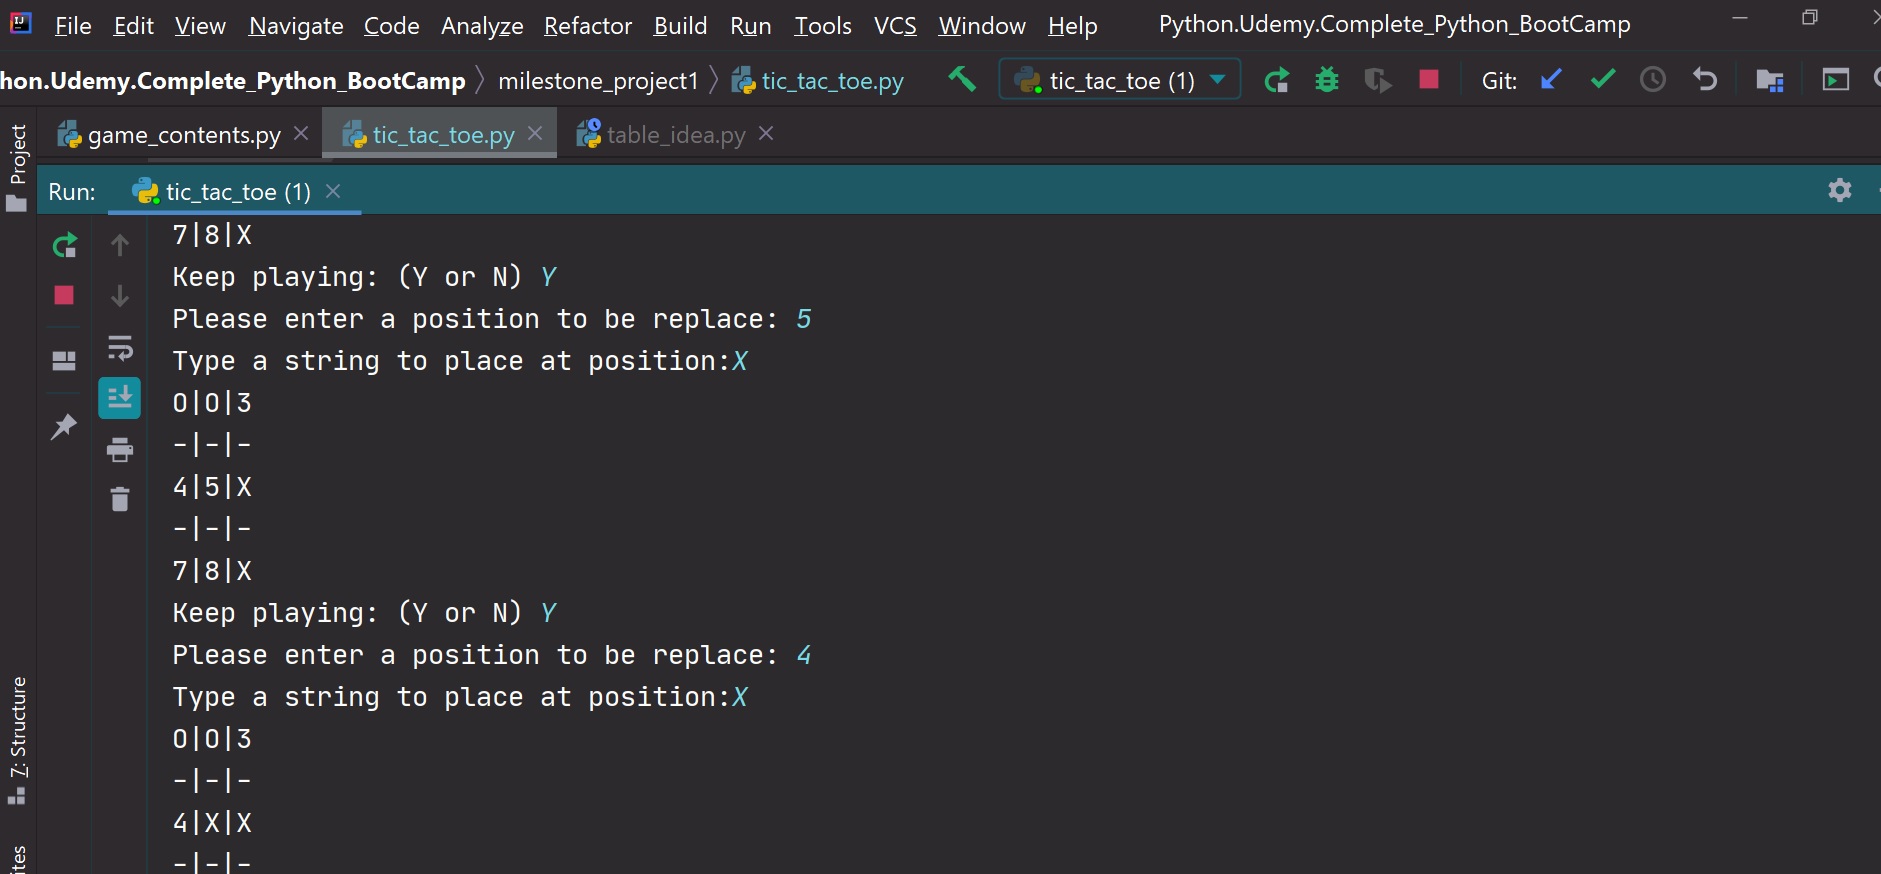 File Edit View Navigate Code Analyze Refactor Build Run Tools VCS Window Help Python.Udemy.Complete_Python_BootCamp
hon.Udemy.Complete_Python_BootCamp milestone_project1 tic_tac_toe.py tic_tac_toe (1) Git:
game_contents.py tic_tac_toe.py table_idea.py
Project
Run: tic_tac_toe (1)
7|8|X
Keep playing: (Y or N) Y
Please enter a position to be replace: 5
Type a string to place at position:X
O|O|3
-|-|-
4|5|X
-|-|-
7|8|X
Keep playing: (Y or N) Y
Please enter a position to be replace: 4
Type a string to place at position:X
O|O|3
-|-|-
4|X|X
-|-|-
7: Structure
ites